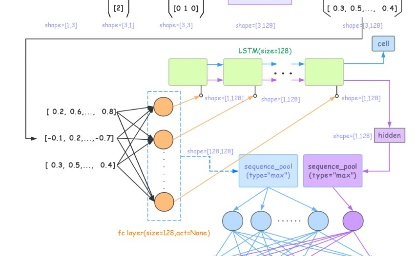 [2]
[0 1 0]
[ 0.3, 0.5,..., 0.4]
shape=[1,3]
shape=[3,1]
shape=[3,3]
shape=[3,128]
shape=[3,128]
cell
LSTM(size=128)
[ 0.2, 0.6,..., 0.8]
shape=[1,128]
shape=[1,128]
shape=[1,128]
[-0.1, 0.2,...,-0.7]
shape=[1,128]
hidden
shape=[128,128]
[ 0.3, 0.5,..., 0.4]
sequence_pool
(type="max")
sequence_pool
(type="max")
fc layer(size=128,act=None)